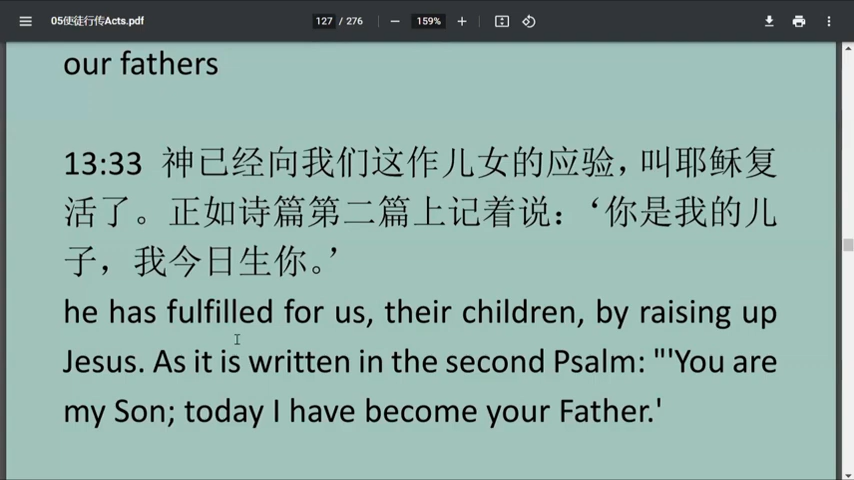 05使徒行传Acts.pdf
127 / 276
159%
our fathers
13:33 神已经向我们这作儿女的应验，叫耶稣复
活了。正如诗篇第二篇上记着说：‘你是我的儿
子，我今日生你。’
he has fulfilled for us, their children, by raising up
Jesus. As it is written in the second Psalm: "'You are
my Son; today I have become your Father.'